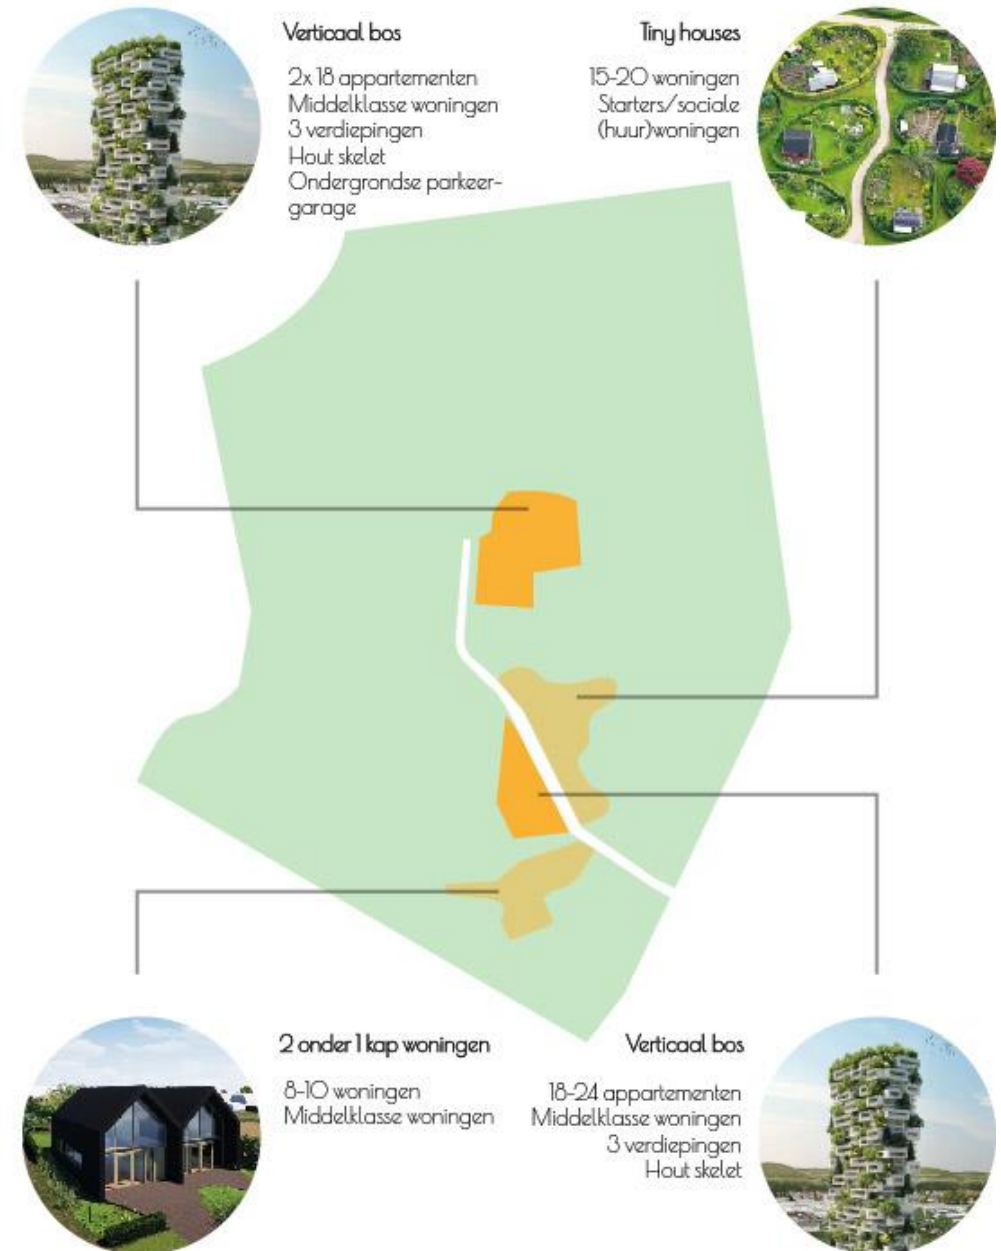 Verticaal bos
2x 18 appartementen
Middelklasse woningen
3 verdiepingen
Hout skelet
Ondergrondse parkeer-
garage
Tiny houses
15-20 woningen
Starters/sociale
(huur)woningen
2 onder 1 kap woningen
8-10 woningen
Middelklasse woningen
Verticaal bos
18-24 appartementen
Middelklasse woningen
3 verdiepingen
Hout skelet